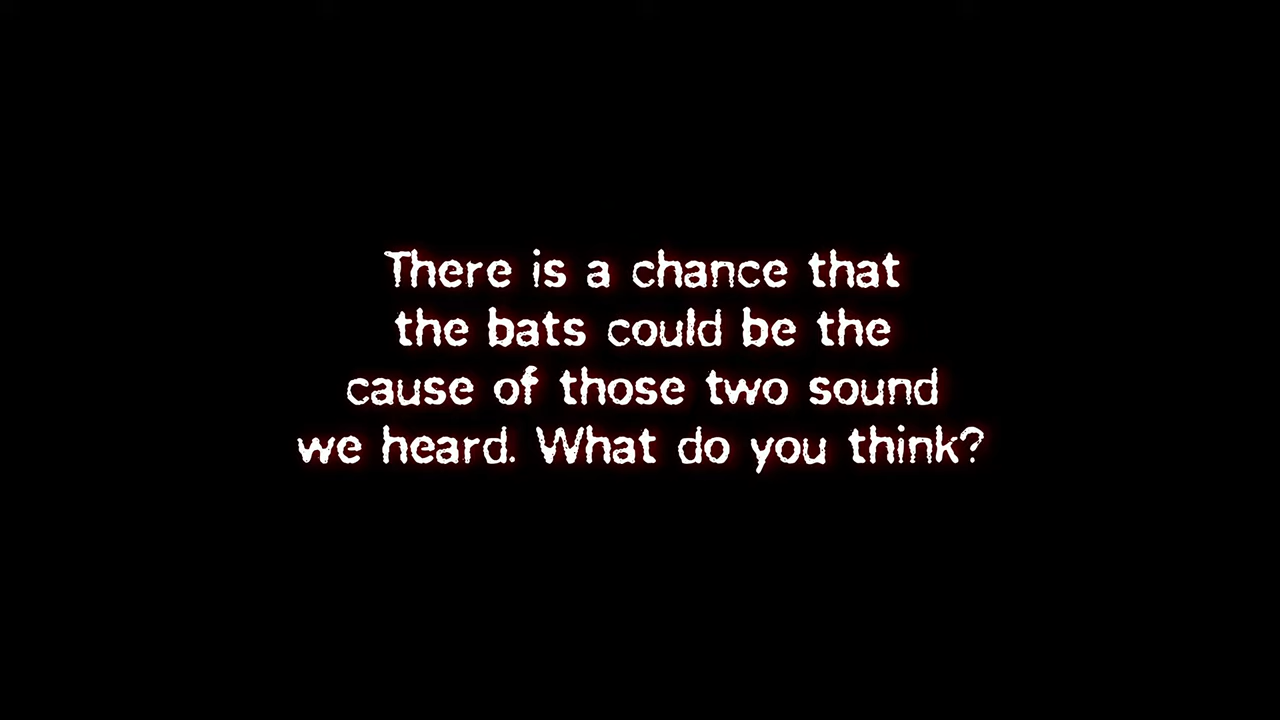 There is a chance that
the bats could be the
cause of those two sound
we heard. What do you think?